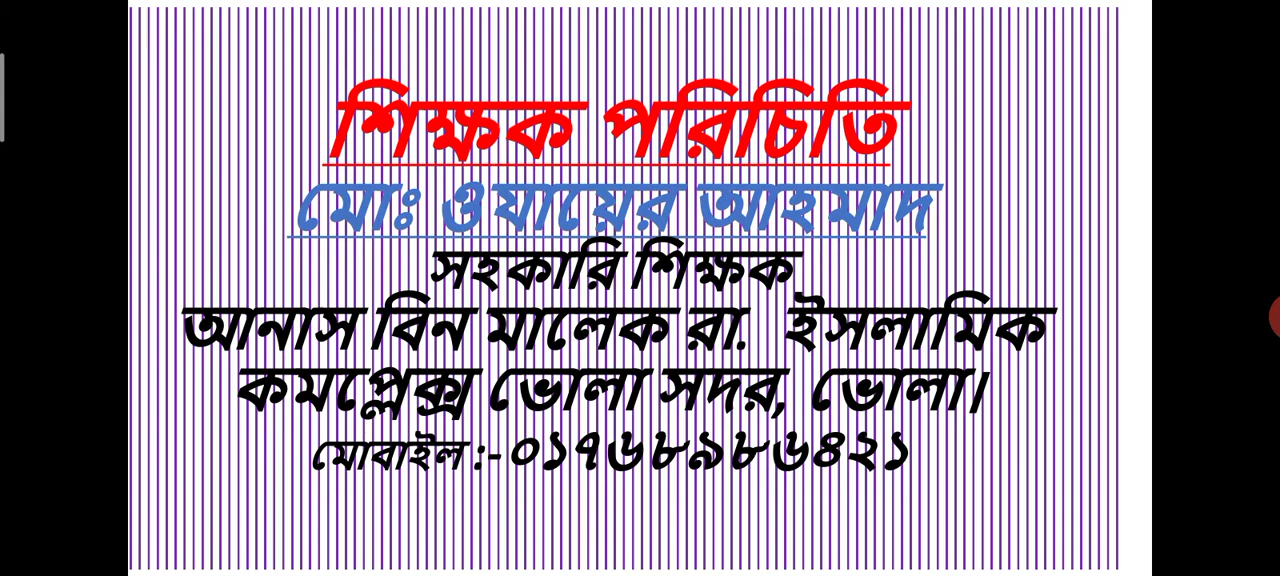 শিক্ষক পরিচিতি
মোঃ ওযায়ের আহমাদ
সহকারি শিক্ষক
আনাস বিন মালেক রা. ইসলামিক
কমপ্লেক্স ভোলা সদর, ভোলা।
মোবাইল :- ০১৭৬৮৯৮৬৪২১